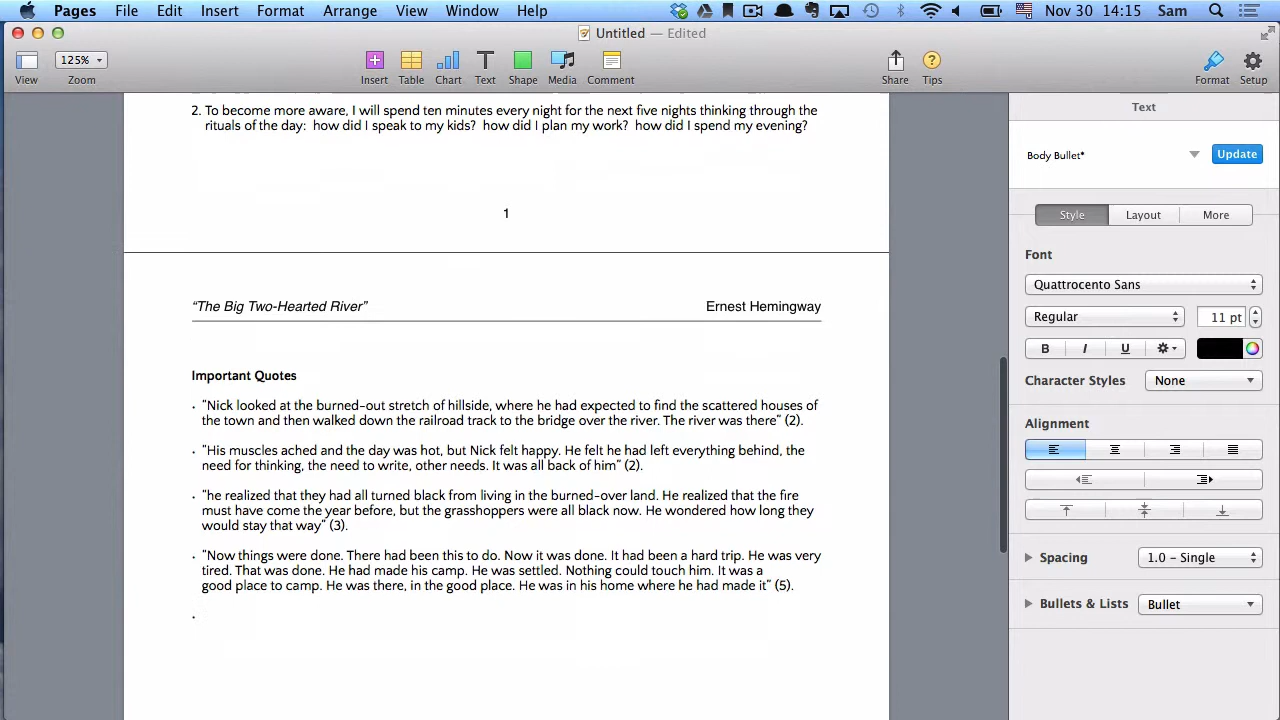 Pages File Edit Insert Format Arrange View Window Help Nov 30 14:15 Sam
Untitled — Edited
125%
View Zoom Insert Table Chart Text Shape Media Comment Share Tips Format Setup
2. To become more aware, I will spend ten minutes every night for the next five nights thinking through the
rituals of the day: how did I speak to my kids? how did I plan my work? how did I spend my evening?
1
“The Big Two-Hearted River” Ernest Hemingway
Important Quotes
• “Nick looked at the burned-out stretch of hillside, where he had expected to find the scattered houses of
the town and then walked down the railroad track to the bridge over the river. The river was there” (2).
• “His muscles ached and the day was hot, but Nick felt happy. He felt he had left everything behind, the
need for thinking, the need to write, other needs. It was all back of him” (2).
• “he realized that they had all turned black from living in the burned-over land. He realized that the fire
must have come the year before, but the grasshoppers were all black now. He wondered how long they
would stay that way” (3).
• “Now things were done. There had been this to do. Now it was done. It had been a hard trip. He was very
tired. That was done. He had made his camp. He was settled. Nothing could touch him. It was a
good place to camp. He was there, in the good place. He was in his home where he had made it” (5).
•
Text
Body Bullet* Update
Style Layout More
Font
Quattrocento Sans
Regular 11 pt
B I U
Character Styles None
Alignment
Spacing 1.0 – Single
Bullets & Lists Bullet